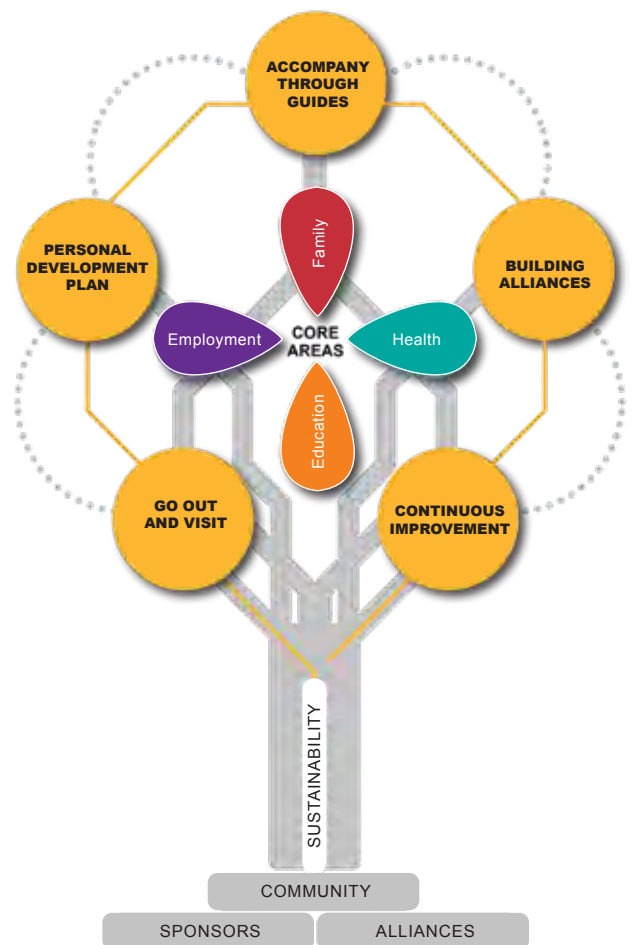 ACCOMPANY
THROUGH
GUIDES
PERSONAL
DEVELOPMENT
PLAN
BUILDING
ALLIANCES
Family
Employment
CORE
AREAS
Health
Education
GO OUT
AND VISIT
CONTINUOUS
IMPROVEMENT
SUSTAINABILITY
COMMUNITY
SPONSORS
ALLIANCES